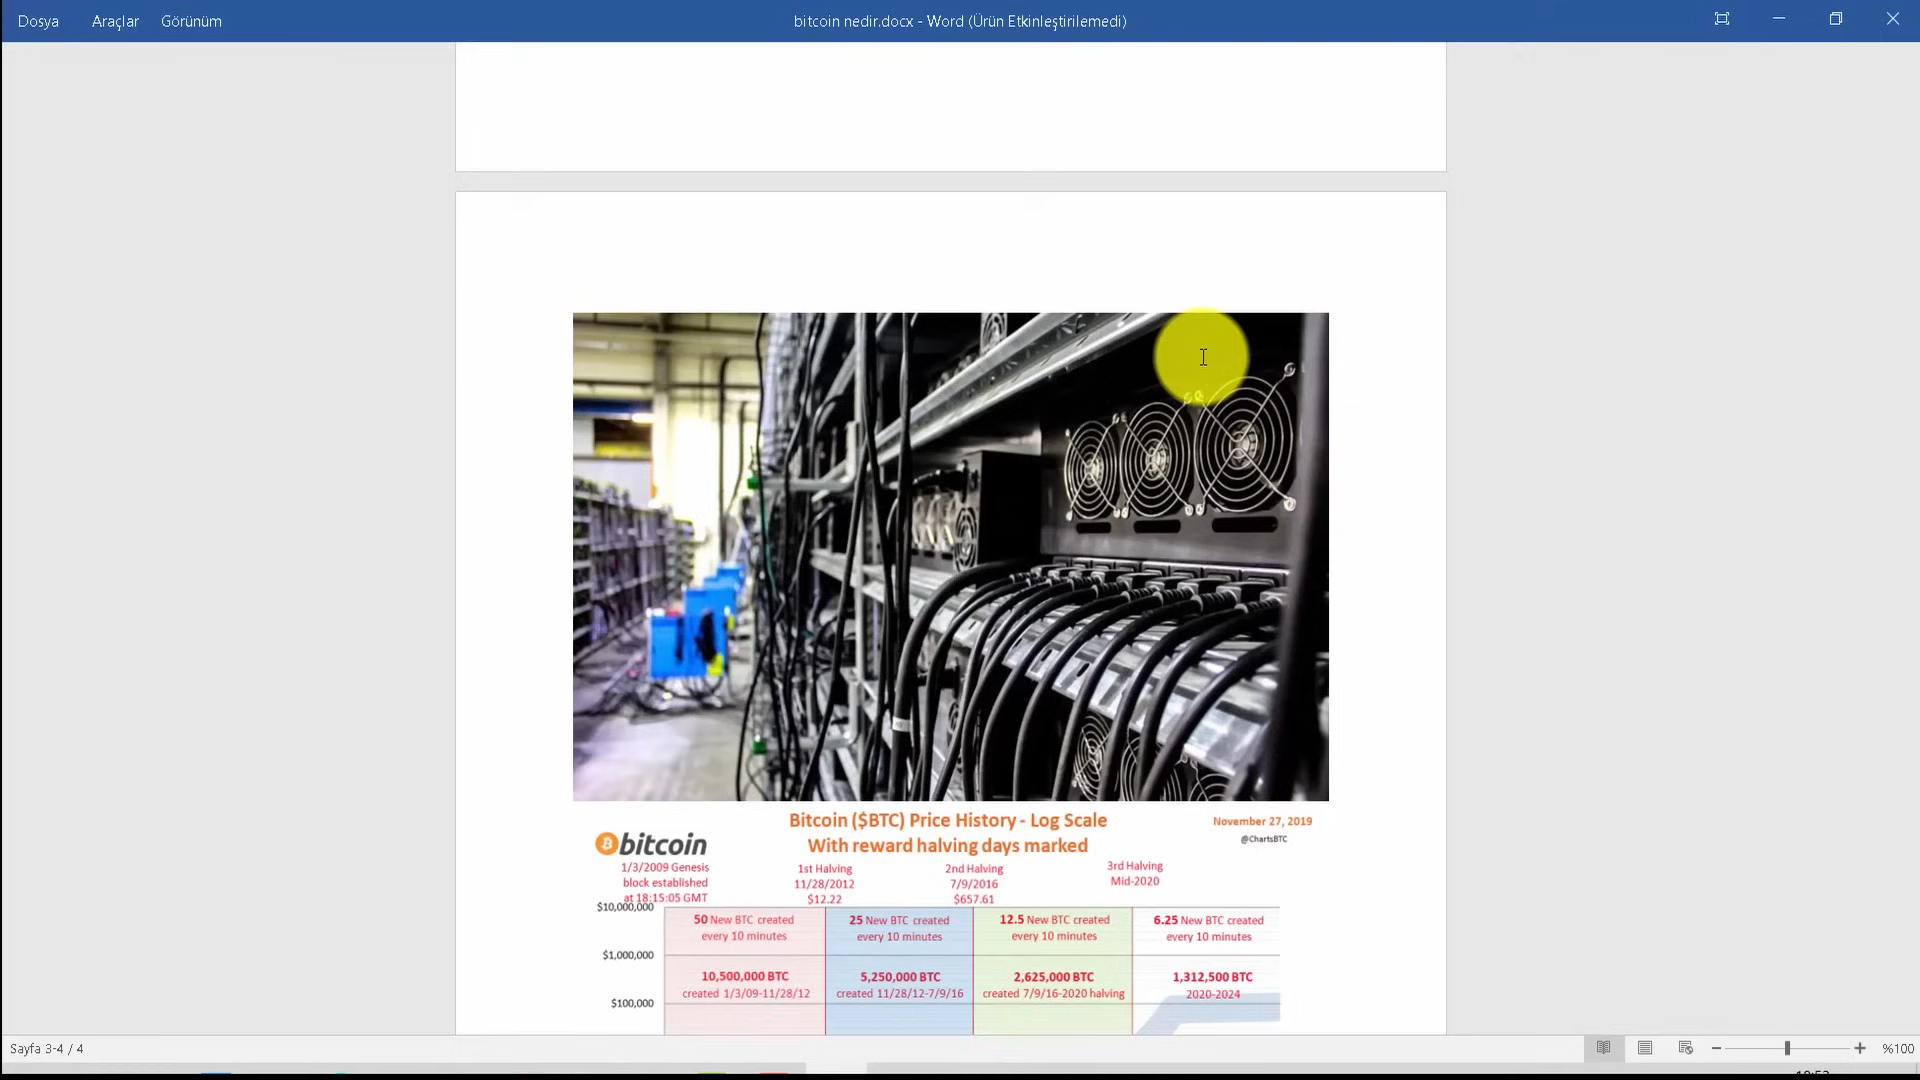 Dosya Araçlar Görünüm bitcoin nedir.docx - Word (Ürün Etkinleştirilemedi)
Bitcoin ($BTC) Price History - Log Scale
With reward halving days marked
November 27, 2019
@ChartsBTC
bitcoin
1/3/2009 Genesis
block established
at 18:15:05 GMT
1st Halving
11/28/2012
$12.22
2nd Halving
7/9/2016
$657.61
3rd Halving
Mid-2020
$10,000,000
50 New BTC created
every 10 minutes
25 New BTC created
every 10 minutes
12.5 New BTC created
every 10 minutes
6.25 New BTC created
every 10 minutes
$1,000,000
10,500,000 BTC
created 1/3/09-11/28/12
5,250,000 BTC
created 11/28/12-7/9/16
2,625,000 BTC
created 7/9/16-2020 halving
1,312,500 BTC
2020-2024
$100,000
Sayfa 3-4 / 4
%100